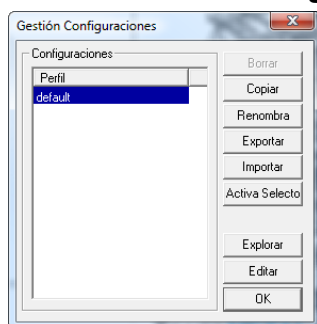 Gestión Configuraciones
Configuraciones
Perfil
default
Borrar
Copiar
Renombra
Exportar
Importar
Activa Selecto
Explorar
Editar
OK